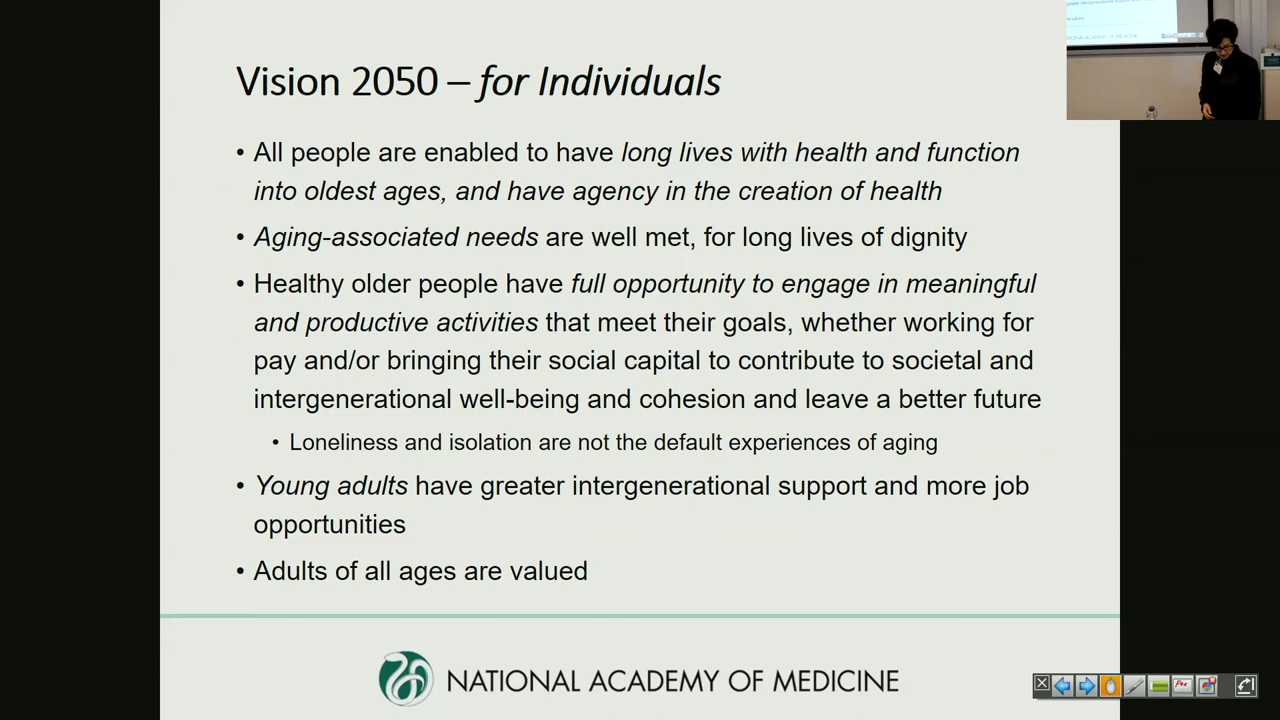 Vision 2050 – for Individuals
• All people are enabled to have long lives with health and function
into oldest ages, and have agency in the creation of health
• Aging-associated needs are well met, for long lives of dignity
• Healthy older people have full opportunity to engage in meaningful
and productive activities that meet their goals, whether working for
pay and/or bringing their social capital to contribute to societal and
intergenerational well-being and cohesion and leave a better future
• Loneliness and isolation are not the default experiences of aging
• Young adults have greater intergenerational support and more job
opportunities
• Adults of all ages are valued
NATIONAL ACADEMY OF MEDICINE
NATIONAL ACADEMY OF MEDICINE